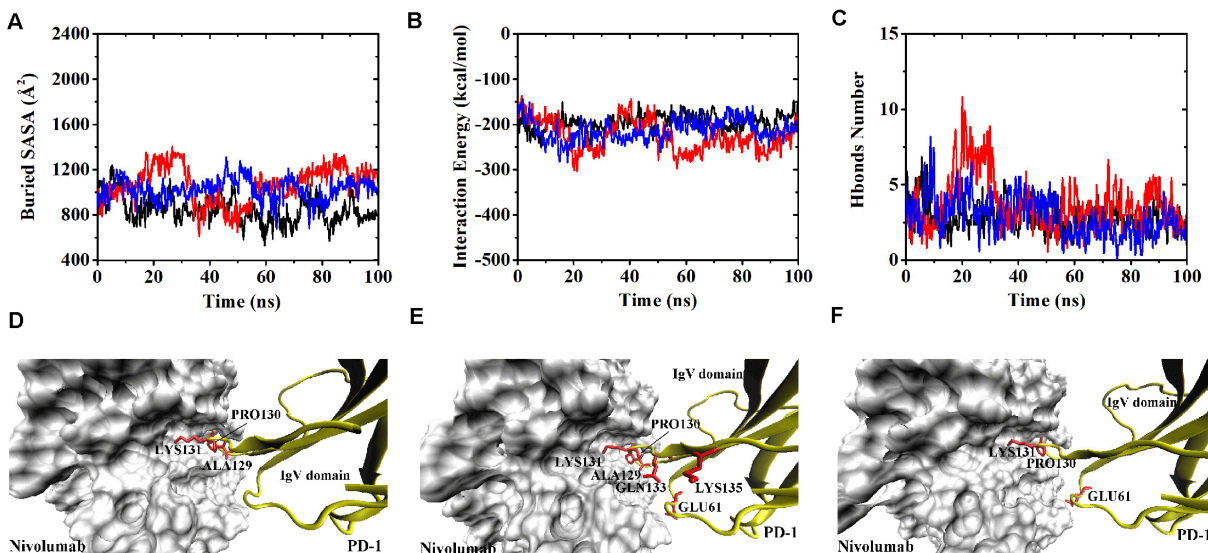 A
Buried SASA (Å²)
2400
2000
1600
1200
800
400
0 20 40 60 80 100
Time (ns)
B
Interaction Energy (kcal/mol)
0
-100
-200
-300
-400
-500
0 20 40 60 80 100
Time (ns)
C
Hbonds Number
15
10
5
0
0 20 40 60 80 100
Time (ns)
D
PRO130
LYS131
ALA129
IgV domain
Nivolumab
PD-1
E
IgV domain
PRO130
LYS131
ALA129
GLN133
LYS135
GLU61
Nivolumab
PD-1
F
IgV domain
LYS131
PRO130
GLU61
Nivolumab
PD-1